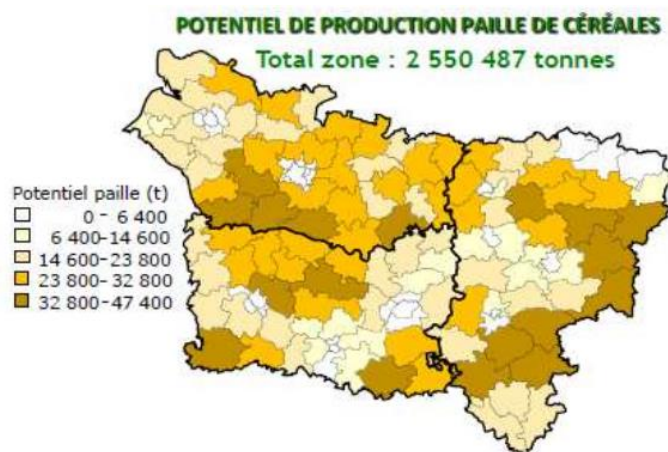 POTENTIEL DE PRODUCTION PAILLE DE CÉRÉALES
Total zone : 2 550 487 tonnes
Potentiel paille (t)
0 - 6 400
6 400-14 600
14 600-23 800
23 800-32 800
32 800-47 400